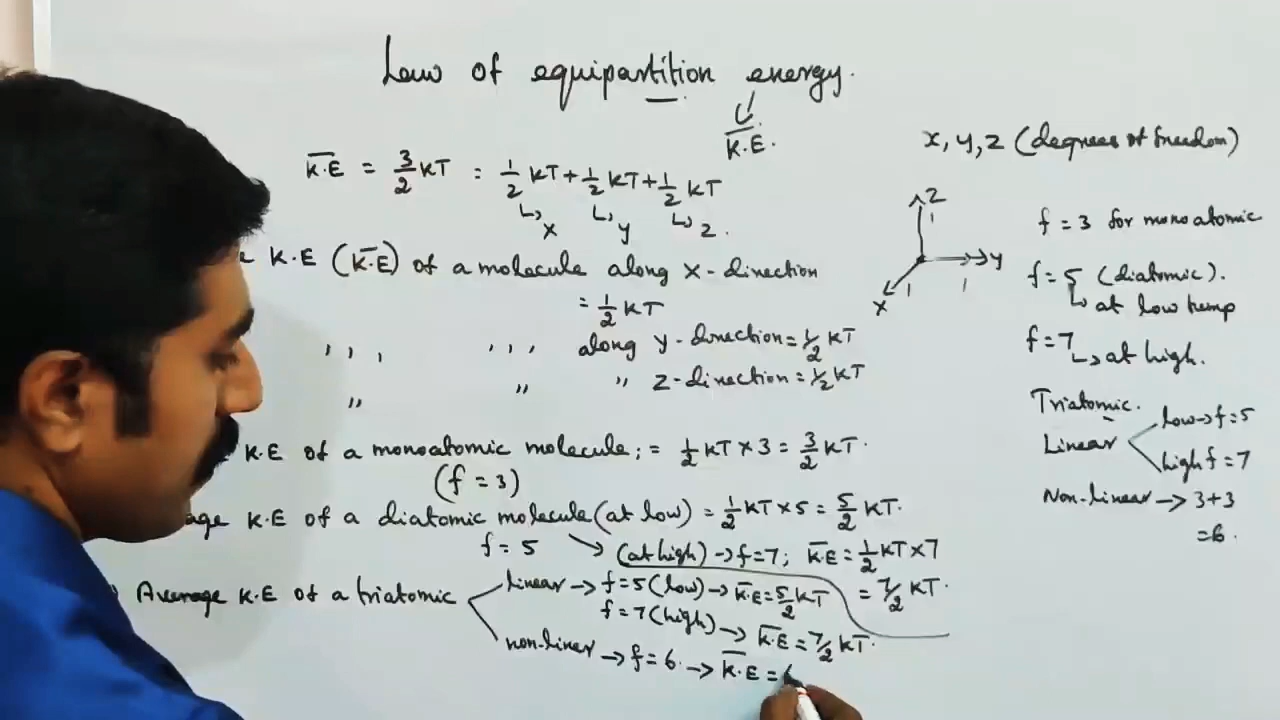 Law of equipartition energy.
K.E.
K.E = 3/2 KT = 1/2 KT + 1/2 KT + 1/2 KT
x y z.
K.E (K.E) of a molecule along x-direction
= 1/2 KT
,,, ,,, along y-direction = 1/2 KT
,, ,, ,, z-direction = 1/2 KT
K.E of a monoatomic molecule; = 1/2 KT × 3 = 3/2 KT.
(f = 3)
K.E of a diatomic molecule (at low) = 1/2 KT × 5 = 5/2 KT.
f = 5 (at high) → f = 7; K.E = 1/2 KT × 7
= 7/2 KT.
Average K.E of a triatomic
linear → f = 5 (low) → K.E = 5/2 KT
f = 7 (high) → K.E = 7/2 KT.
non-linear → f = 6. → K.E =
x, y, z (degrees of freedom)
Z
Y
X
f = 3 for monoatomic
f = 5 (diatomic).
at low temp
f = 7
at high.
Triatomic.
Linear
low → f = 5
high f = 7
Non-linear → 3+3
= 6.